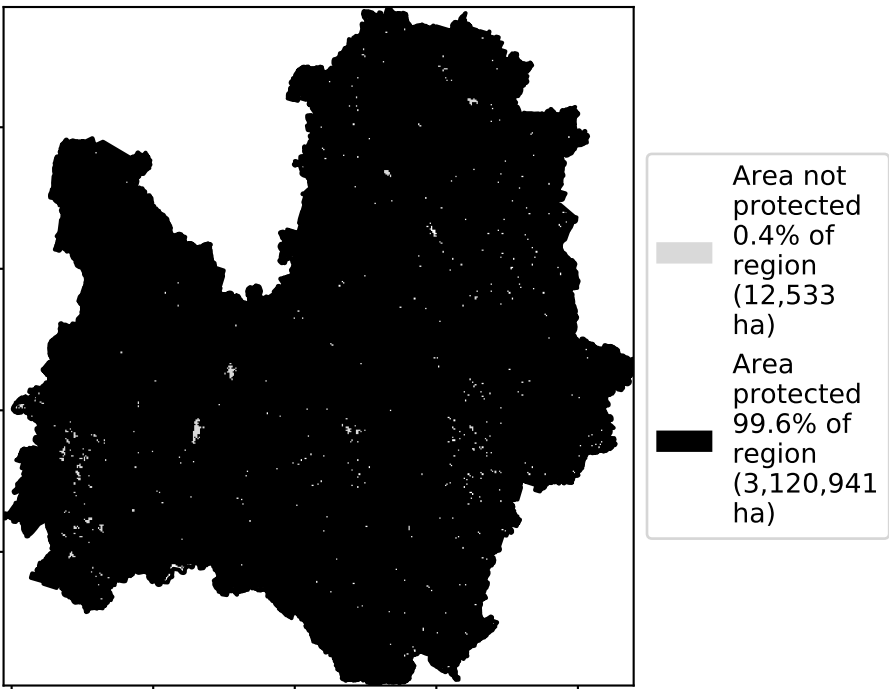 Area not
protected
0.4% of
region
(12,533
ha)
Area
protected
99.6% of
region
(3,120,941
ha)